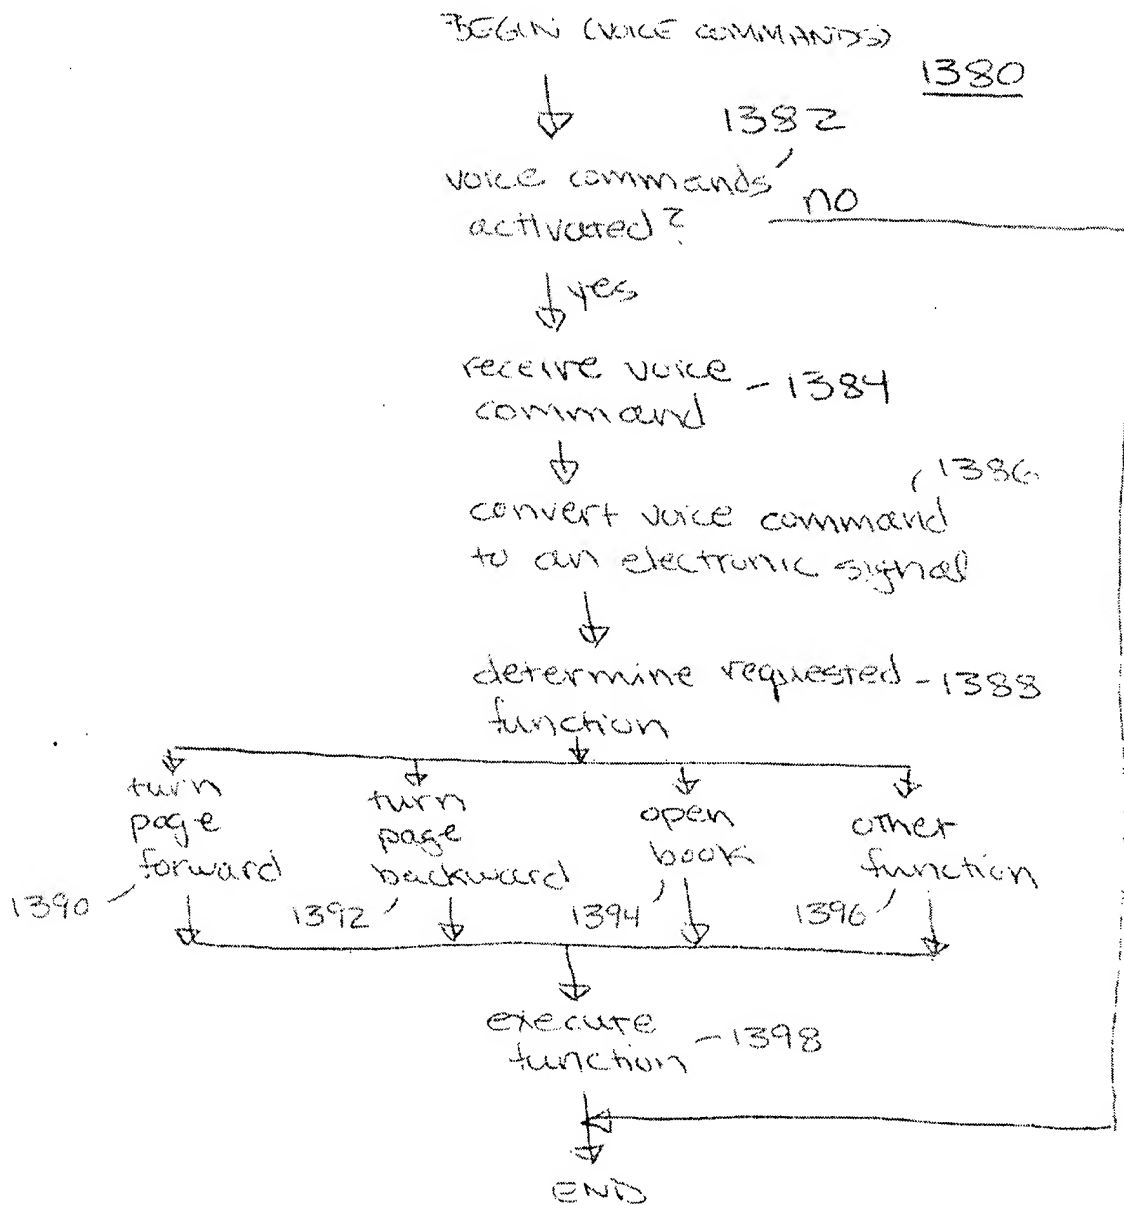 BEGIN (VOICE COMMANDS)
1380
1382
voice commands
activated?
no
yes
receive voice
command
1384
1386
convert voice command
to an electronic signal
determine requested
function
1388
turn
page
forward
1390
turn
page
backward
1392
open
book
1394
other
function
1396
execute
function
1398
END